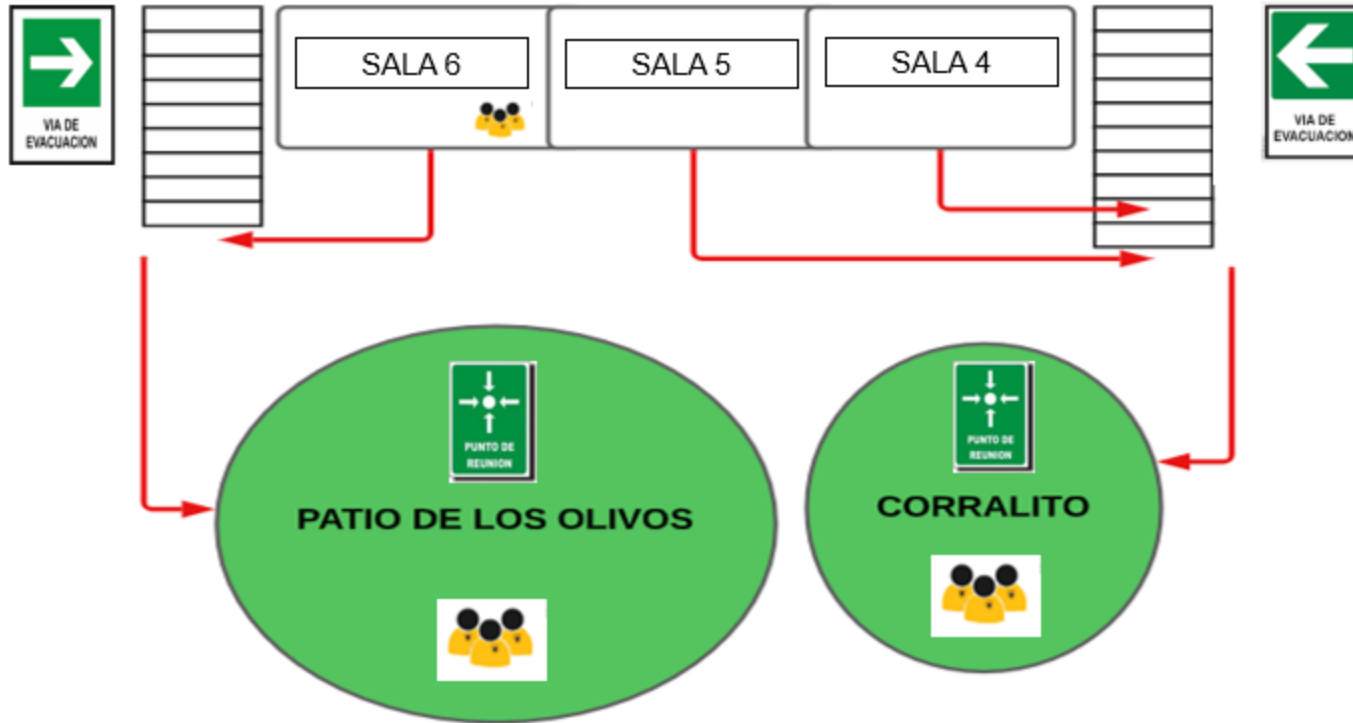 VIA DE
EVACUACION
SALA 6
SALA 5
SALA 4
VIA DE
EVACUACION
PUNTO DE
REUNION
PATIO DE LOS OLIVOS
PUNTO DE
REUNION
CORRALITO